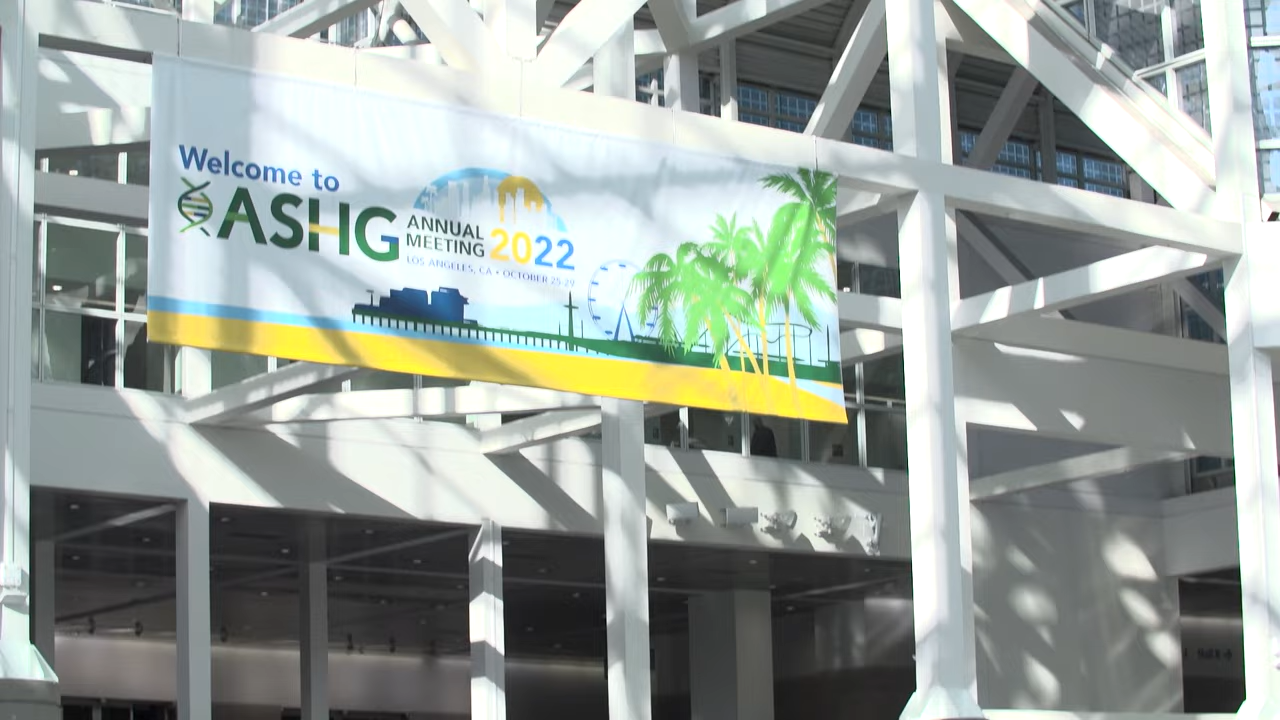 Welcome to
ASHG
ANNUAL
MEETING 2022
LOS ANGELES, CA • OCTOBER 25-29